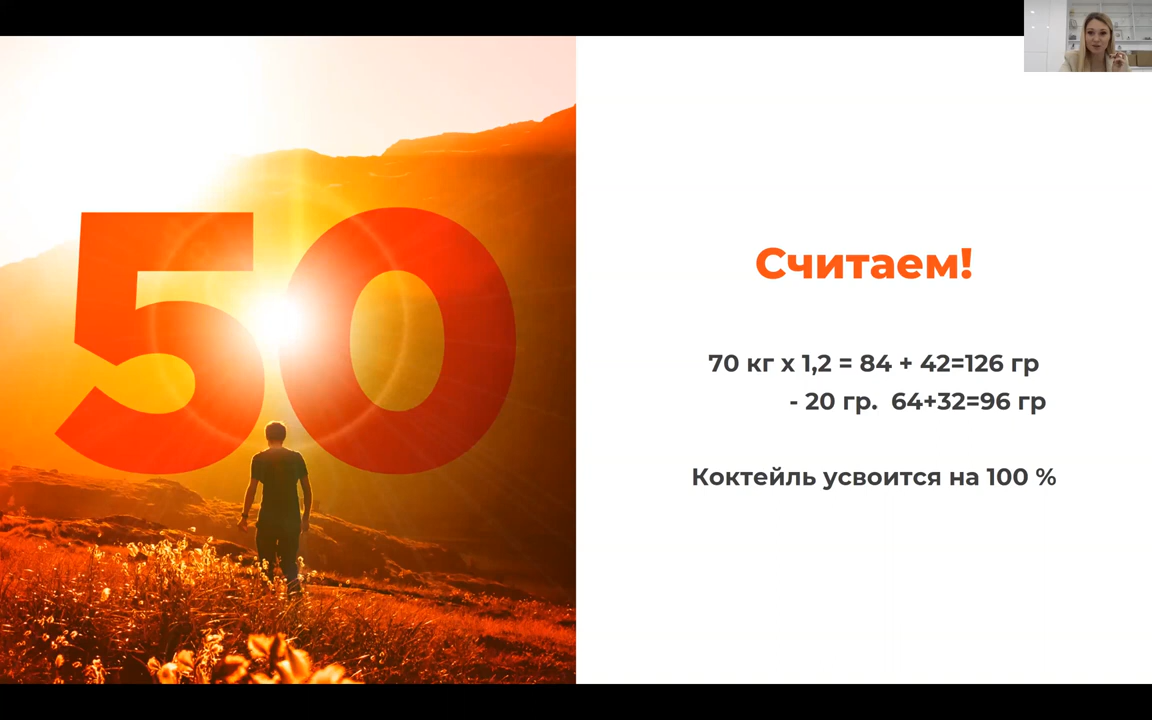 50
Считаем!
70 кг х 1,2 = 84 + 42=126 гр
- 20 гр. 64+32=96 гр
Коктейль усвоится на 100 %